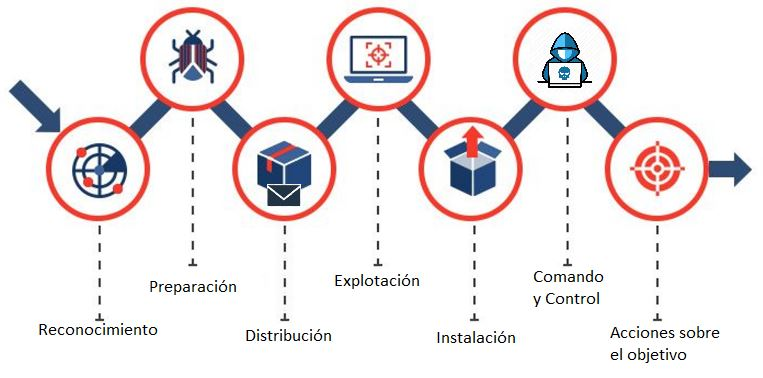 Reconocimiento
Preparación
Distribución
Explotación
Instalación
Comando
y Control
Acciones sobre
el objetivo